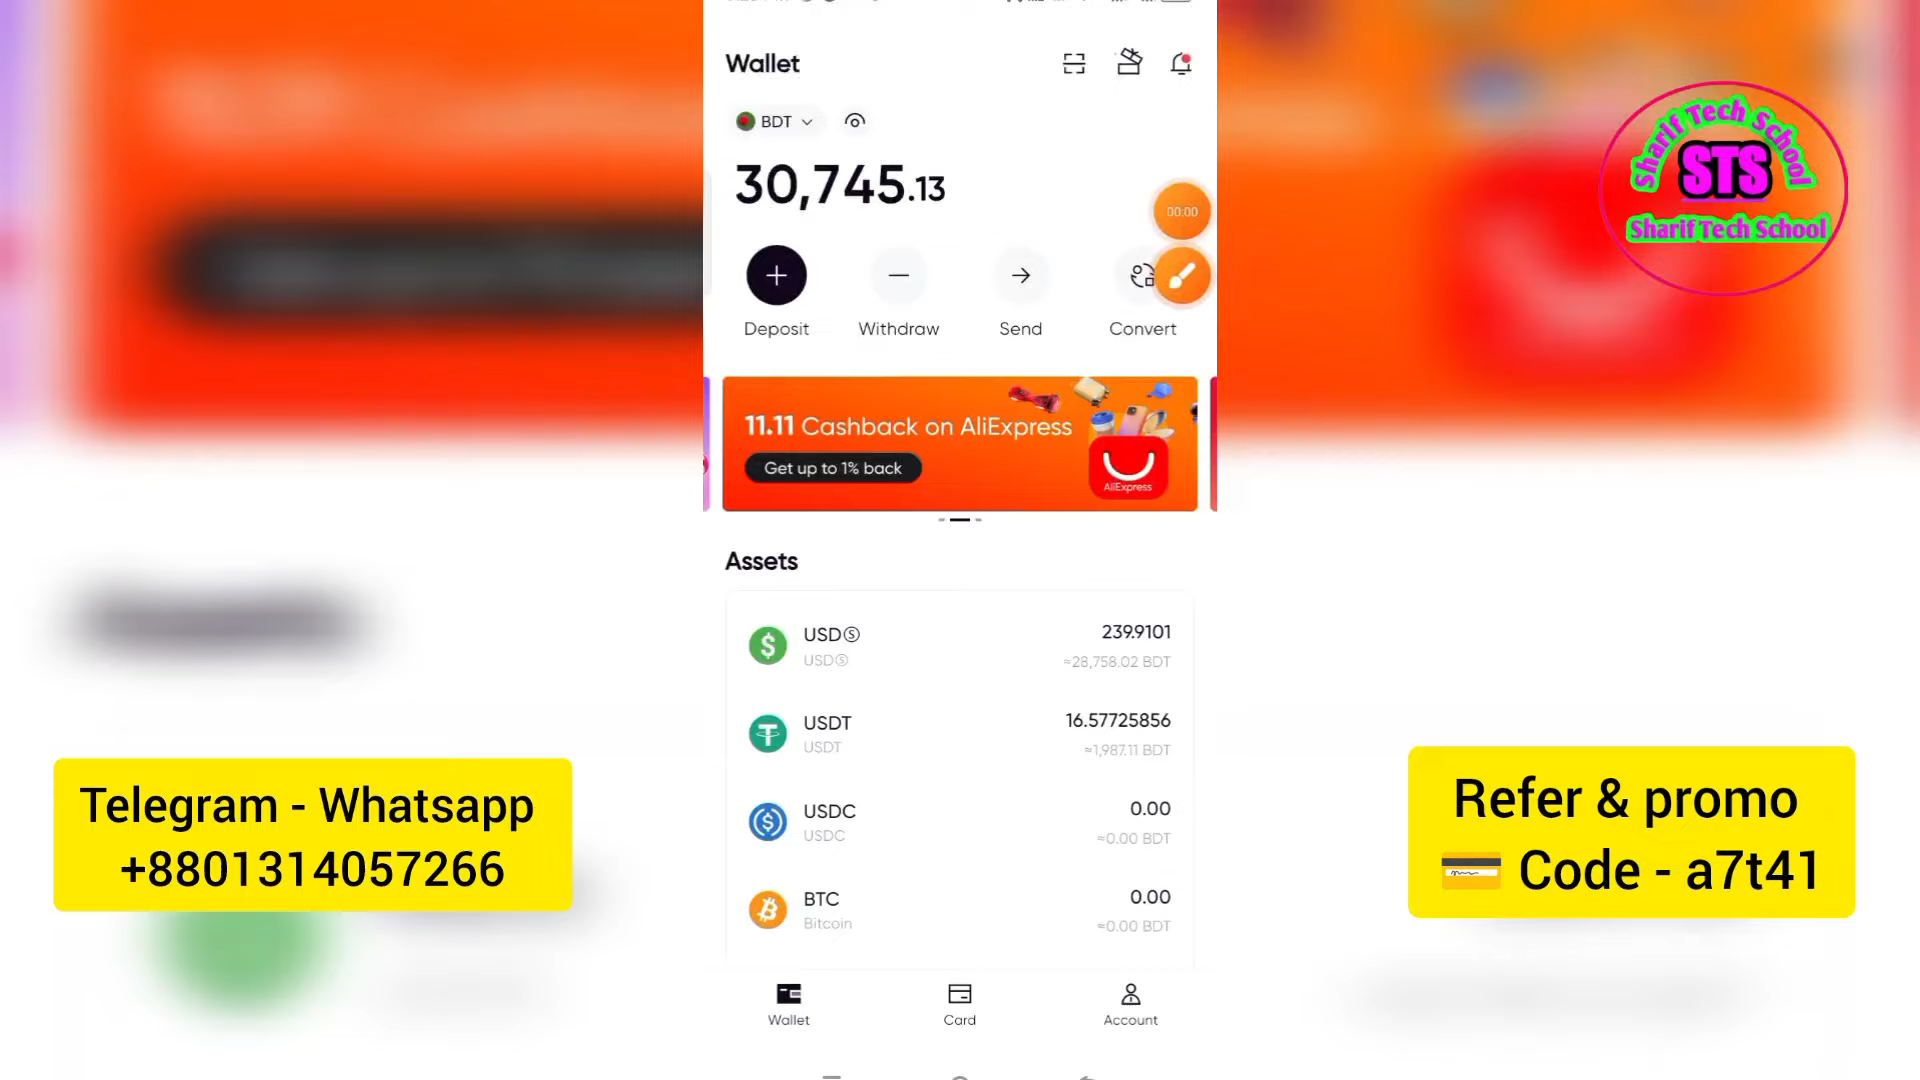 Wallet
BDT
30,745.13
00:00
Deposit
Withdraw
Send
Convert
11.11 Cashback on AliExpress
Get up to 1% back
AliExpress
Assets
USDⓢ
239.9101
USDⓢ
≈28,758.02 BDT
USDT
16.57725856
USDT
≈1,987.11 BDT
USDC
0.00
USDC
≈0.00 BDT
BTC
0.00
Bitcoin
≈0.00 BDT
Wallet
Card
Account
Sharif Tech School
STS
Sharif Tech School
Telegram - Whatsapp
+8801314057266
Refer & promo
💳 Code - a7t41